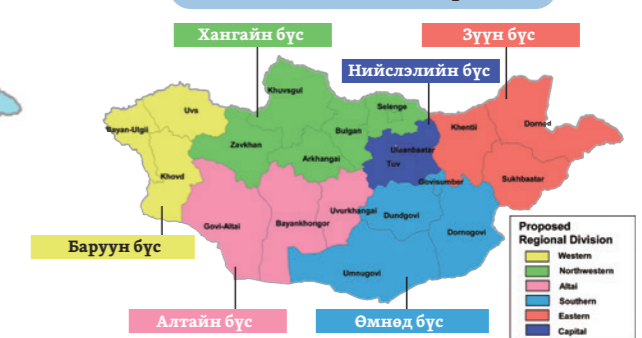 Хангайн бүс
Зүүн бүс
Нийслэлийн бүс
Khuvsgul
Uvs
Selenge
Bayan-Ulgii
Bulgan
Khentii
Dornod
Zavkhan
Ulaanbaatar
Arkhangai
Tuv
Khovd
Govisumber
Sukhbaatar
Uvurkhangai
Govi-Altai
Bayankhongor
Dundgovi
Dornogovi
Umnugovi
Баруун бүс
Алтайн бүс
Өмнөд бүс
Proposed
Regional Division
Western
Northwestern
Altai
Southern
Eastern
Capital